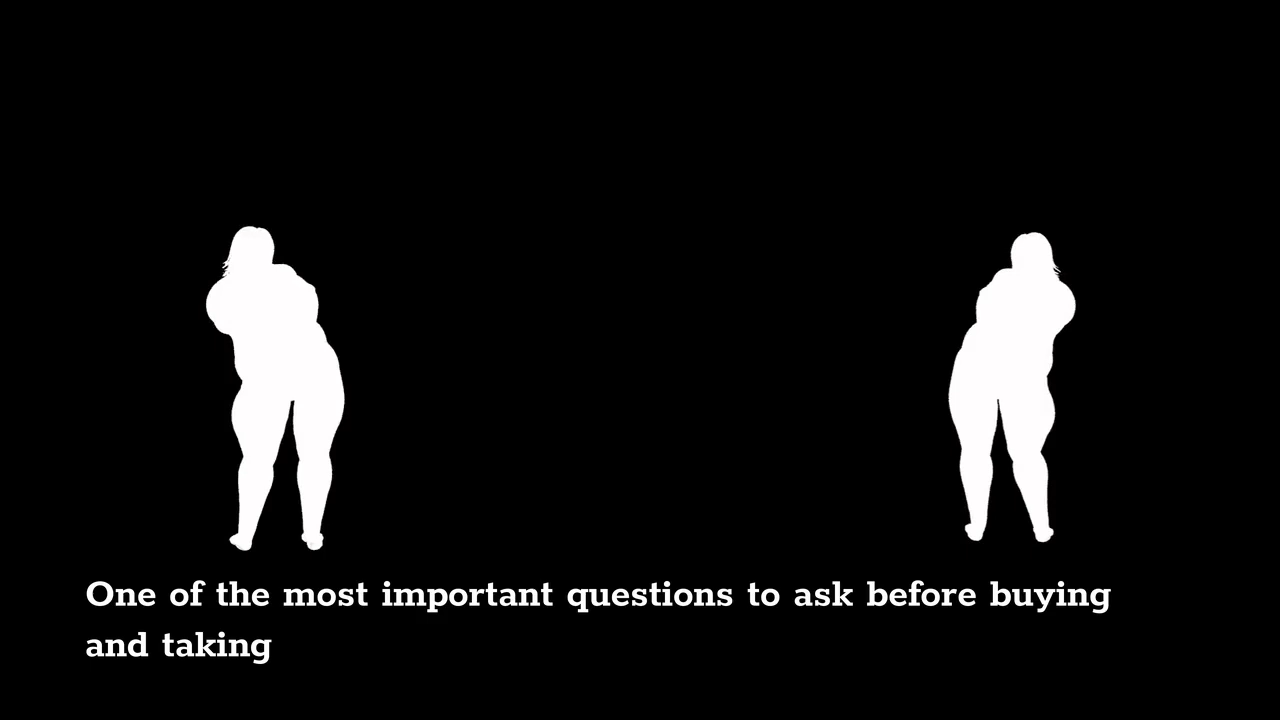 One of the most important questions to ask before buying
and taking